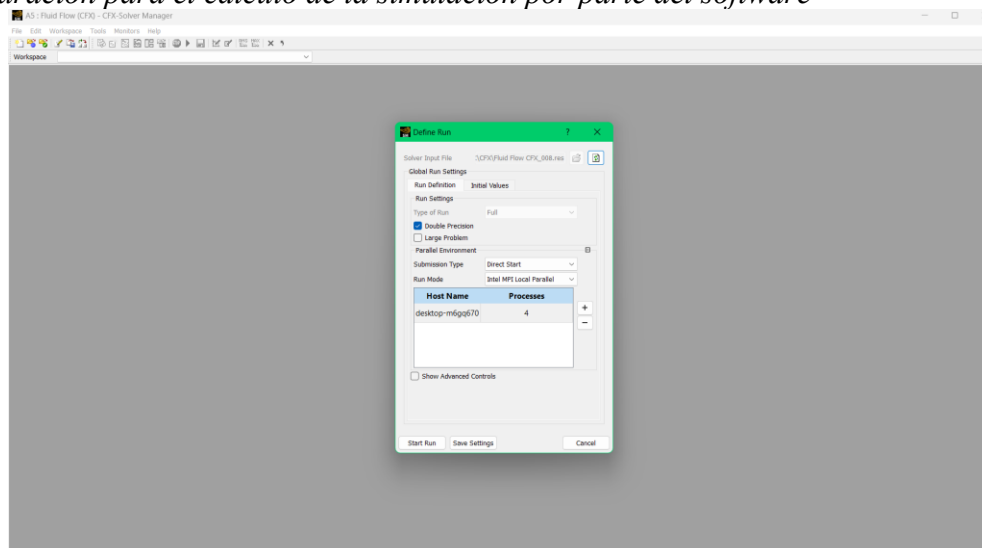 uración para el cálculo de la simulación por parte del software
A5 : Fluid Flow (CFX) - CFX-Solver Manager
File Edit Workspace Tools Monitors Help
Workspace
Define Run ? ×
Solver Input File :\CFX\Fluid Flow CFX_008.res
Global Run Settings
Run Definition Initial Values
Run Settings
Type of Run Full
Double Precision
Large Problem
Parallel Environment
Submission Type Direct Start
Run Mode Intel MPI Local Parallel
Host Name Processes
desktop-m6gq670 4
+
−
Show Advanced Controls
Start Run Save Settings Cancel